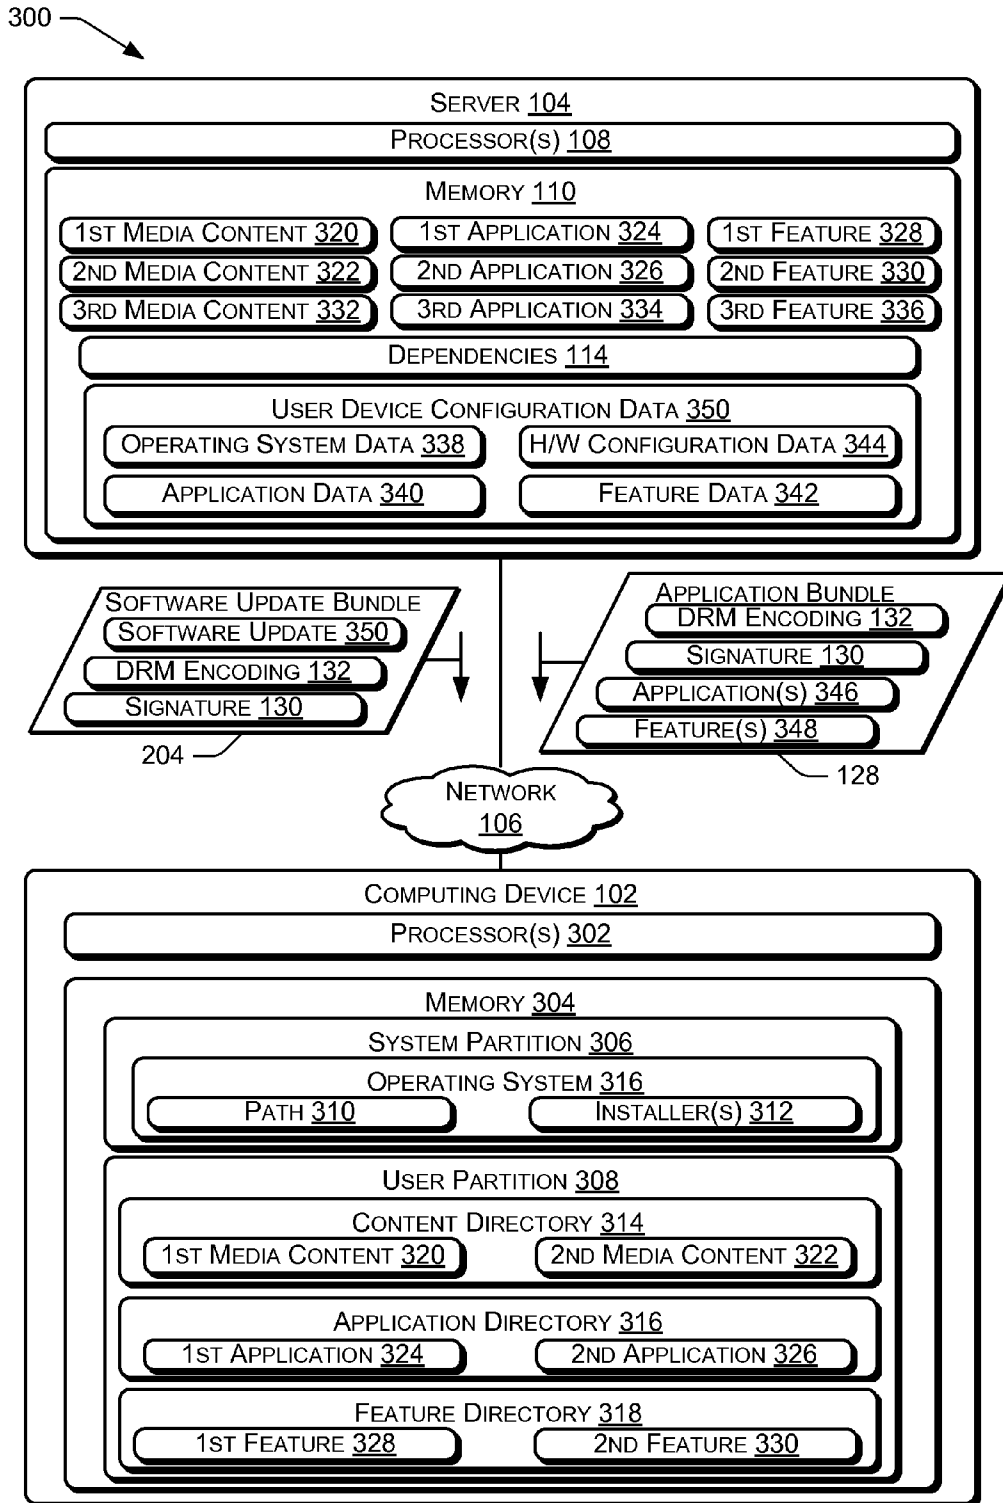 300
SERVER 104
PROCESSOR(S) 108
MEMORY 110
1ST MEDIA CONTENT 320
1ST APPLICATION 324
1ST FEATURE 328
2ND MEDIA CONTENT 322
2ND APPLICATION 326
2ND FEATURE 330
3RD MEDIA CONTENT 332
3RD APPLICATION 334
3RD FEATURE 336
DEPENDENCIES 114
USER DEVICE CONFIGURATION DATA 350
OPERATING SYSTEM DATA 338
H/W CONFIGURATION DATA 344
APPLICATION DATA 340
FEATURE DATA 342
SOFTWARE UPDATE BUNDLE
SOFTWARE UPDATE 350
DRM ENCODING 132
SIGNATURE 130
204
APPLICATION BUNDLE
DRM ENCODING 132
SIGNATURE 130
APPLICATION(S) 346
FEATURE(S) 348
128
NETWORK
106
COMPUTING DEVICE 102
PROCESSOR(S) 302
MEMORY 304
SYSTEM PARTITION 306
OPERATING SYSTEM 316
PATH 310
INSTALLER(S) 312
USER PARTITION 308
CONTENT DIRECTORY 314
1ST MEDIA CONTENT 320
2ND MEDIA CONTENT 322
APPLICATION DIRECTORY 316
1ST APPLICATION 324
2ND APPLICATION 326
FEATURE DIRECTORY 318
1ST FEATURE 328
2ND FEATURE 330